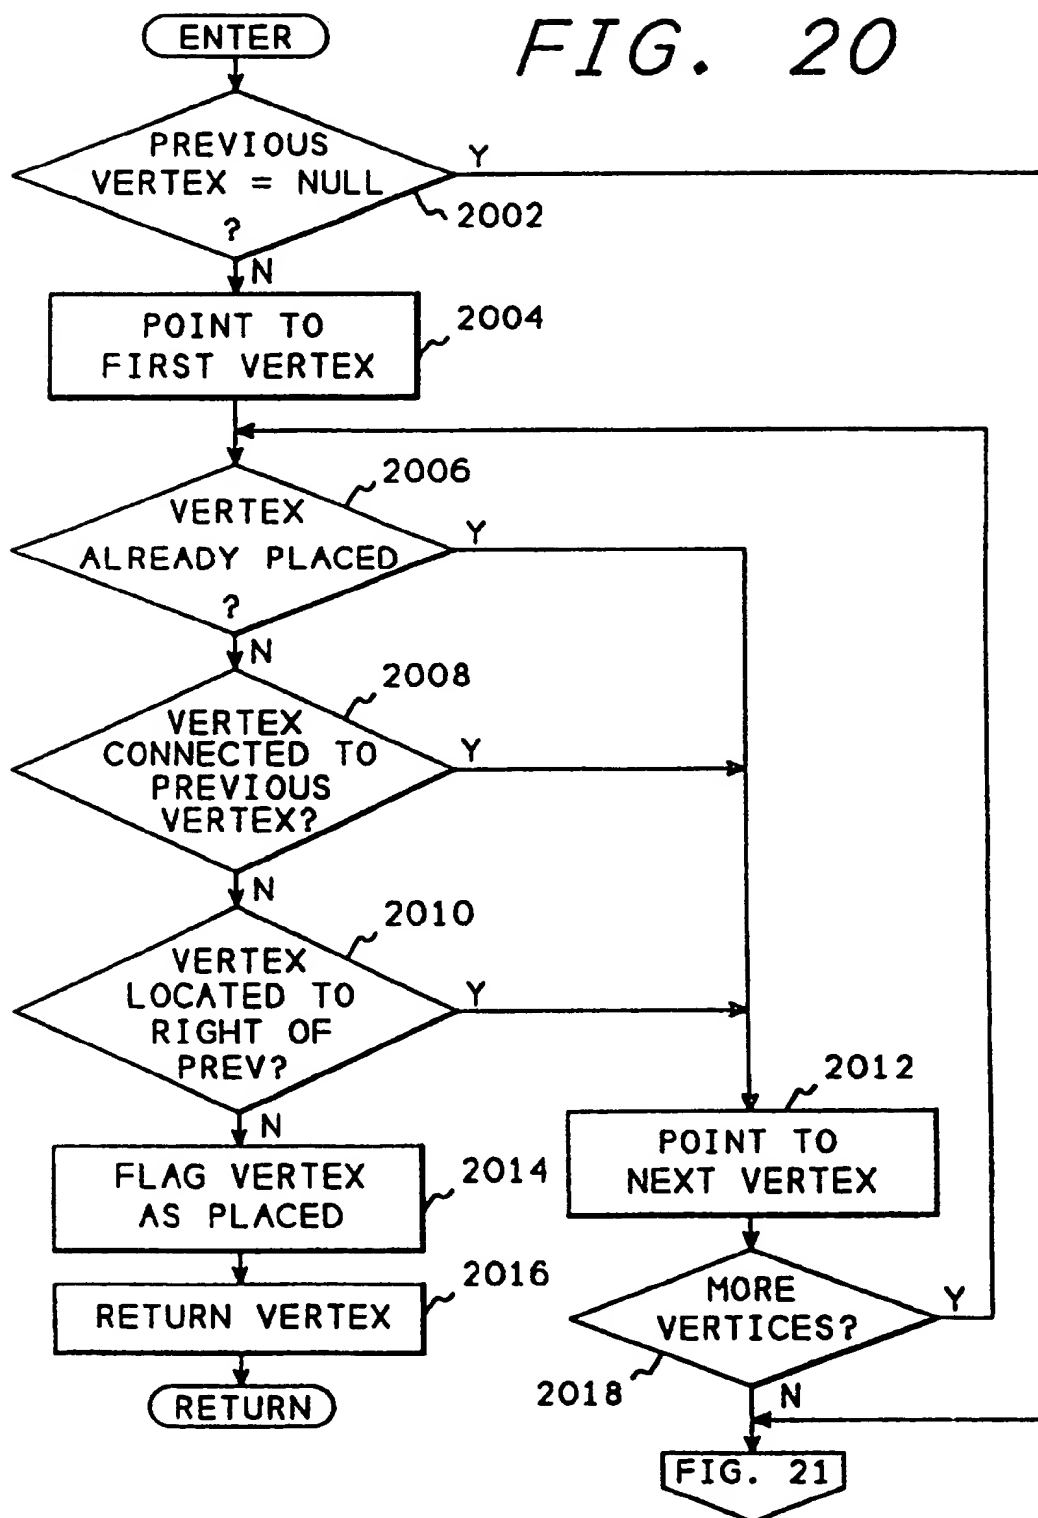 FIG. 20
ENTER
PREVIOUS
VERTEX = NULL
?
Y
2002
N
POINT TO
FIRST VERTEX
2004
2006
VERTEX
ALREADY PLACED
?
Y
N
2008
VERTEX
CONNECTED TO
PREVIOUS
VERTEX?
Y
N
2010
VERTEX
LOCATED TO
RIGHT OF
PREV?
Y
N
2012
POINT TO
NEXT VERTEX
FLAG VERTEX
AS PLACED
2014
RETURN VERTEX
2016
MORE
VERTICES?
Y
2018
N
RETURN
FIG. 21